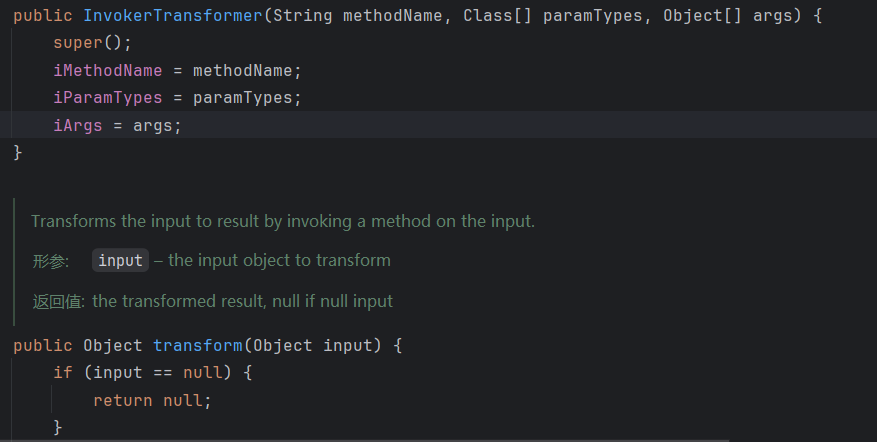 public InvokerTransformer(String methodName, Class[] paramTypes, Object[] args) {
    super();
    iMethodName = methodName;
    iParamTypes = paramTypes;
    iArgs = args;
}
Transforms the input to result by invoking a method on the input.
形参: input – the input object to transform
返回值: the transformed result, null if null input
public Object transform(Object input) {
    if (input == null) {
        return null;
    }